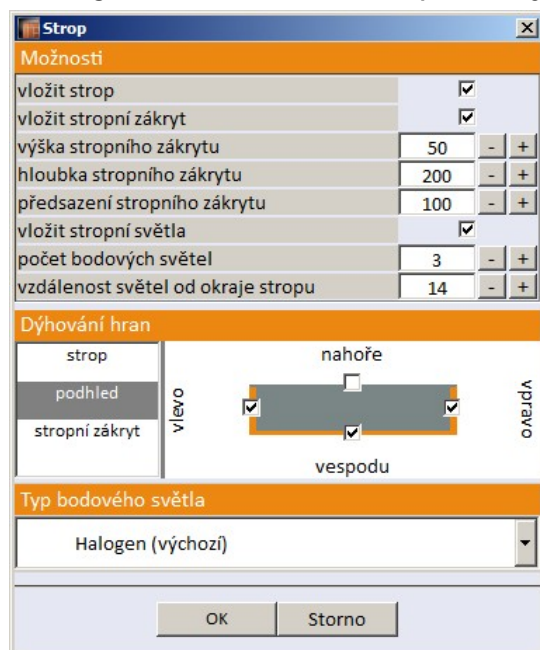 Strop
Možnosti
vložit strop
vložit stropní zákryt
výška stropního zákrytu 50 - +
hloubka stropního zákrytu 200 - +
předsazení stropního zákrytu 100 - +
vložit stropní světla
počet bodových světel 3 - +
vzdálenost světel od okraje stropu 14 - +
Dýhování hran
strop
podhled
stropní zákryt
nahoře
vlevo
vpravo
vespodu
Typ bodového světla
Halogen (výchozí)
OK Storno